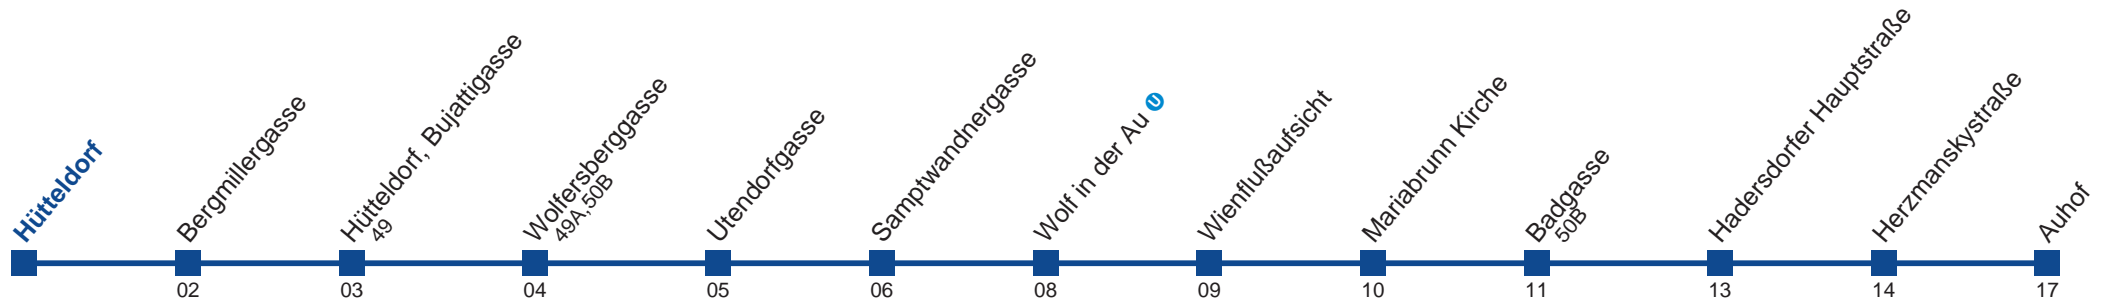 Hütteldorf
Bergmillergasse
Hütteldorf, Bujattigasse
49
Wolfersberggasse
49A,50B
Utendorfgasse
Samptwandnergasse
Wolf in der Au U
Wienflußaufsicht
Mariabrunn Kirche
Badgasse
50B
Hadersdorfer Hauptstraße
Herzmanskystraße
Auhof
02 03 04 05 06 08 09 10 11 13 14 17